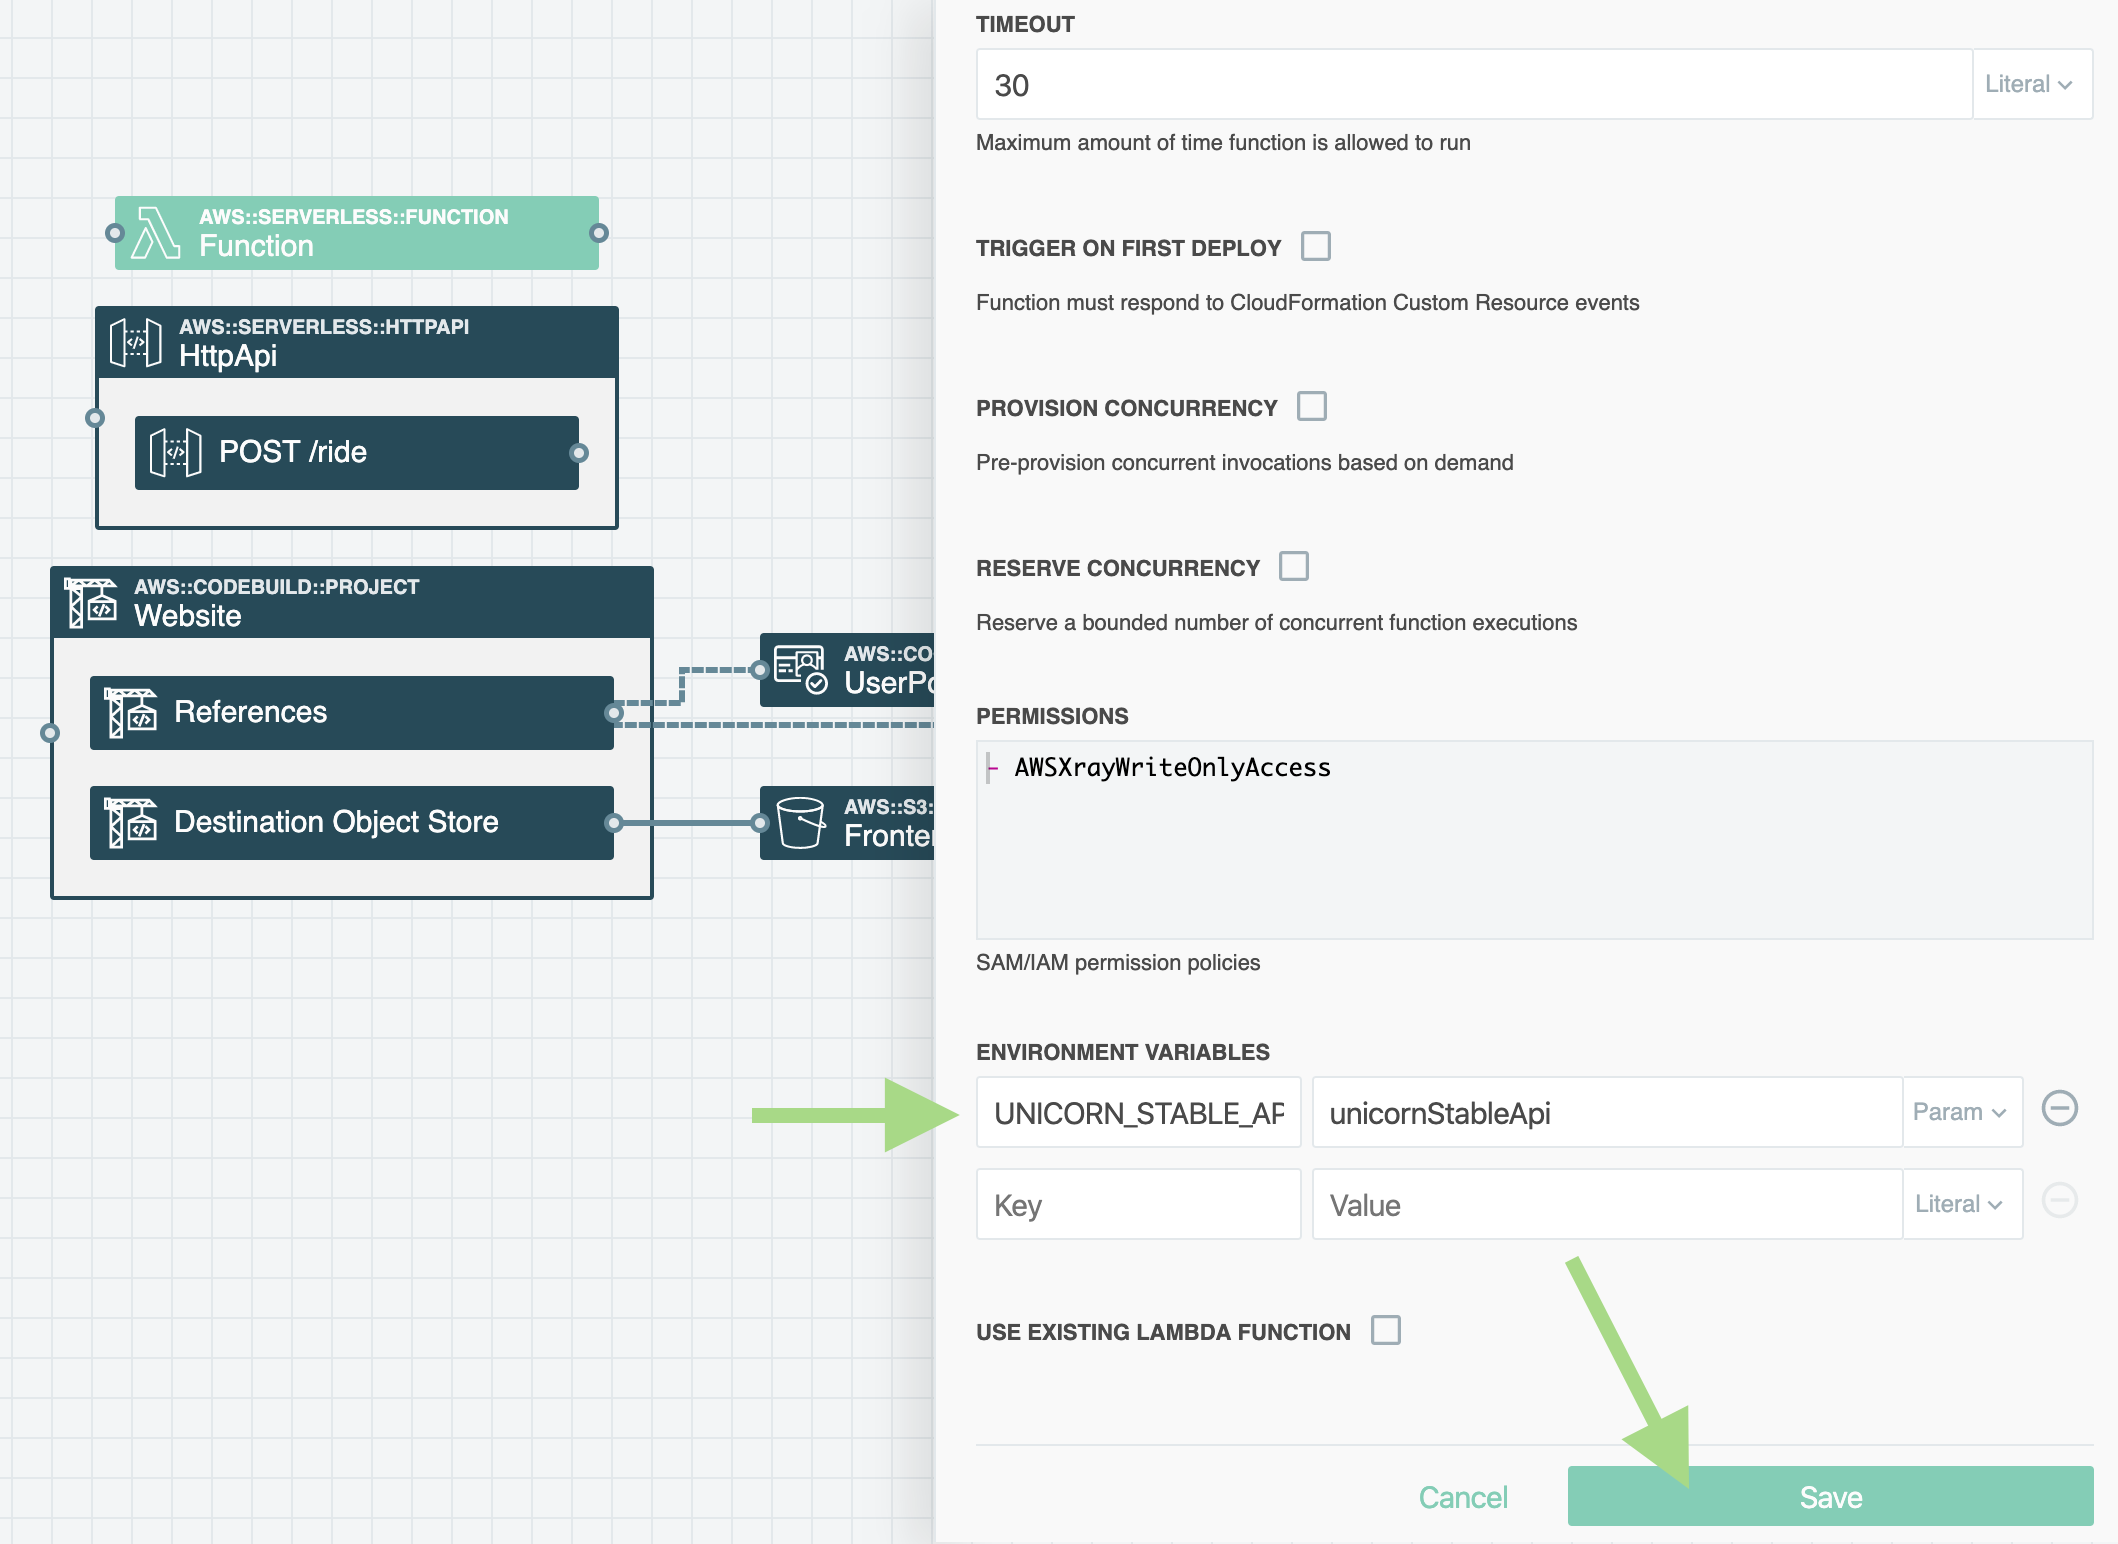 AWS::SERVERLESS::FUNCTION
Function
AWS::SERVERLESS::HTTPAPI
HttpApi
POST /ride
AWS::CODEBUILD::PROJECT
Website
References
Destination Object Store
AWS::CO
UserPo
AWS::S3:
Fronte
TIMEOUT
30
Literal
Maximum amount of time function is allowed to run
TRIGGER ON FIRST DEPLOY
Function must respond to CloudFormation Custom Resource events
PROVISION CONCURRENCY
Pre-provision concurrent invocations based on demand
RESERVE CONCURRENCY
Reserve a bounded number of concurrent function executions
PERMISSIONS
- AWSXrayWriteOnlyAccess
SAM/IAM permission policies
ENVIRONMENT VARIABLES
UNICORN_STABLE_AP unicornStableApi Param
Key Value Literal
USE EXISTING LAMBDA FUNCTION
Cancel Save